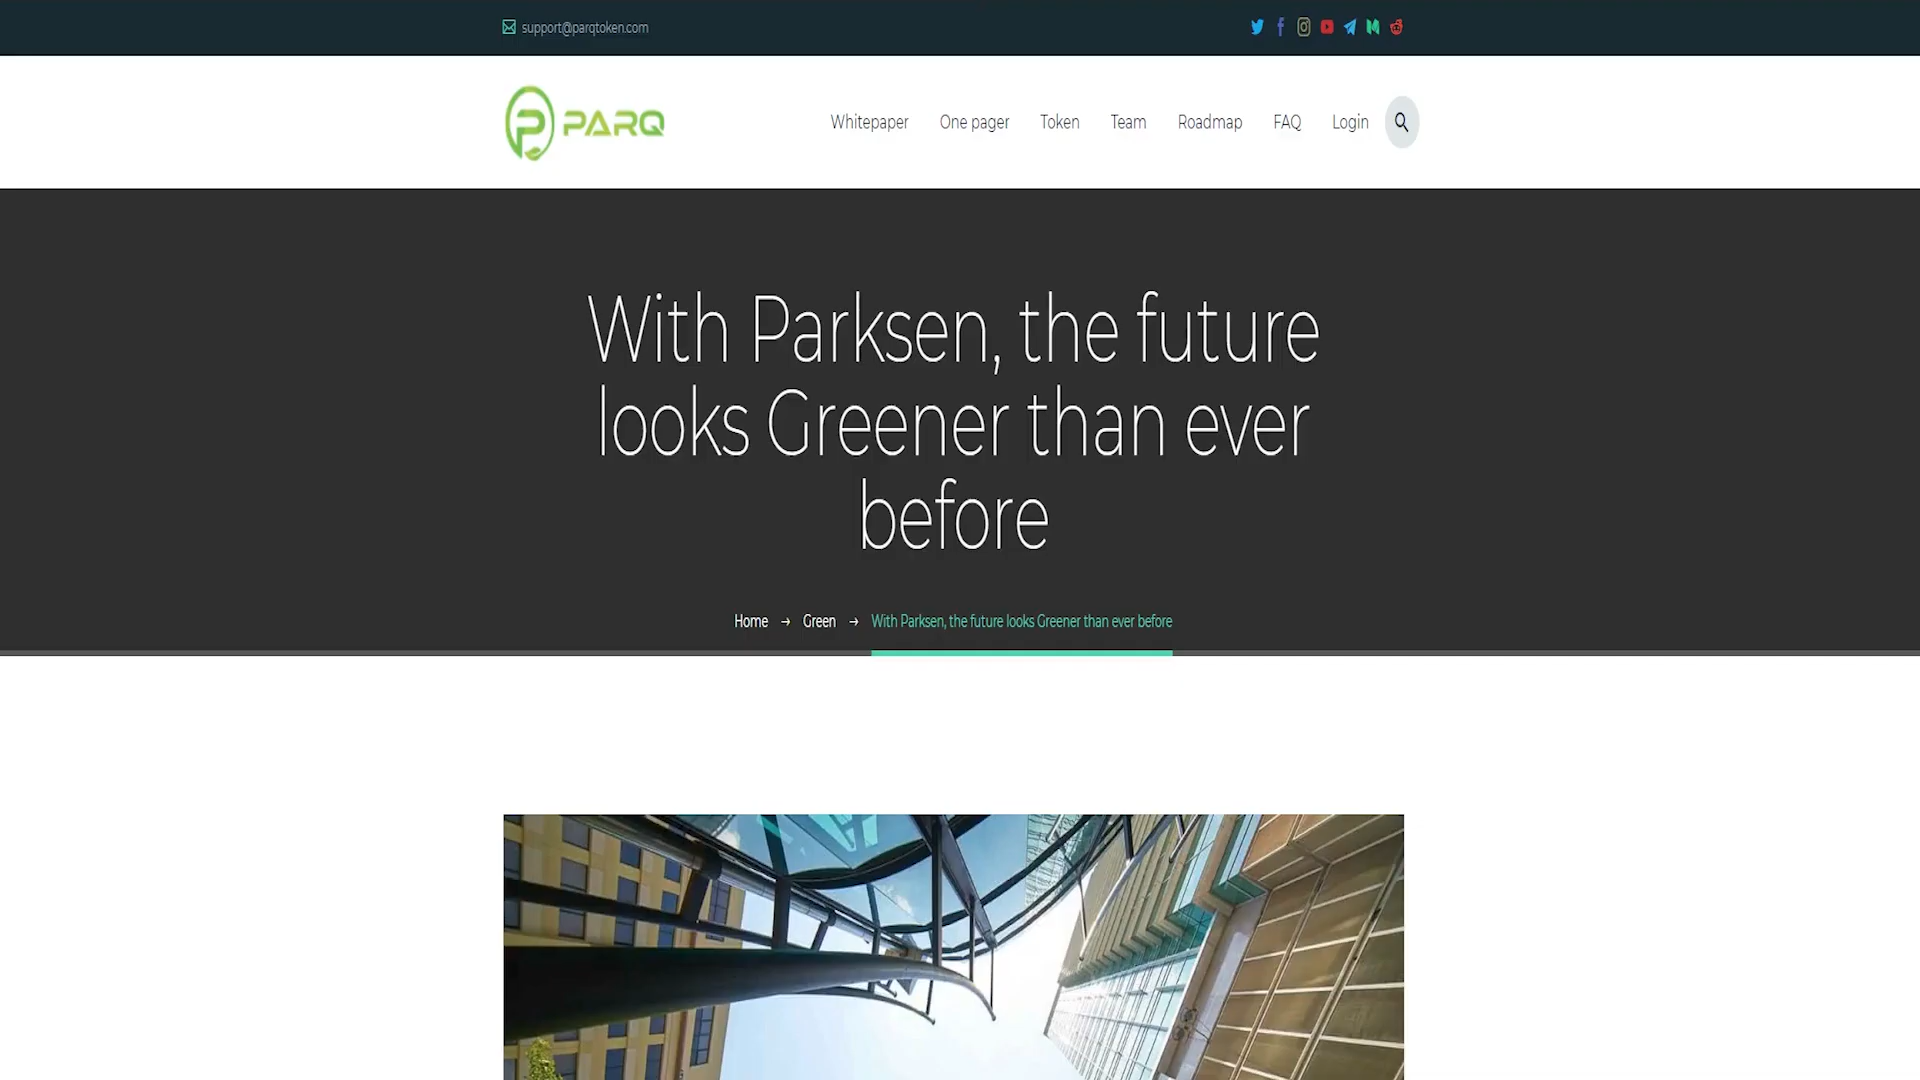 support@parqtoken.com
PARQ
Whitepaper One pager Token Team Roadmap FAQ Login
With Parksen, the future
looks Greener than ever
before
Home → Green → With Parksen, the future looks Greener than ever before